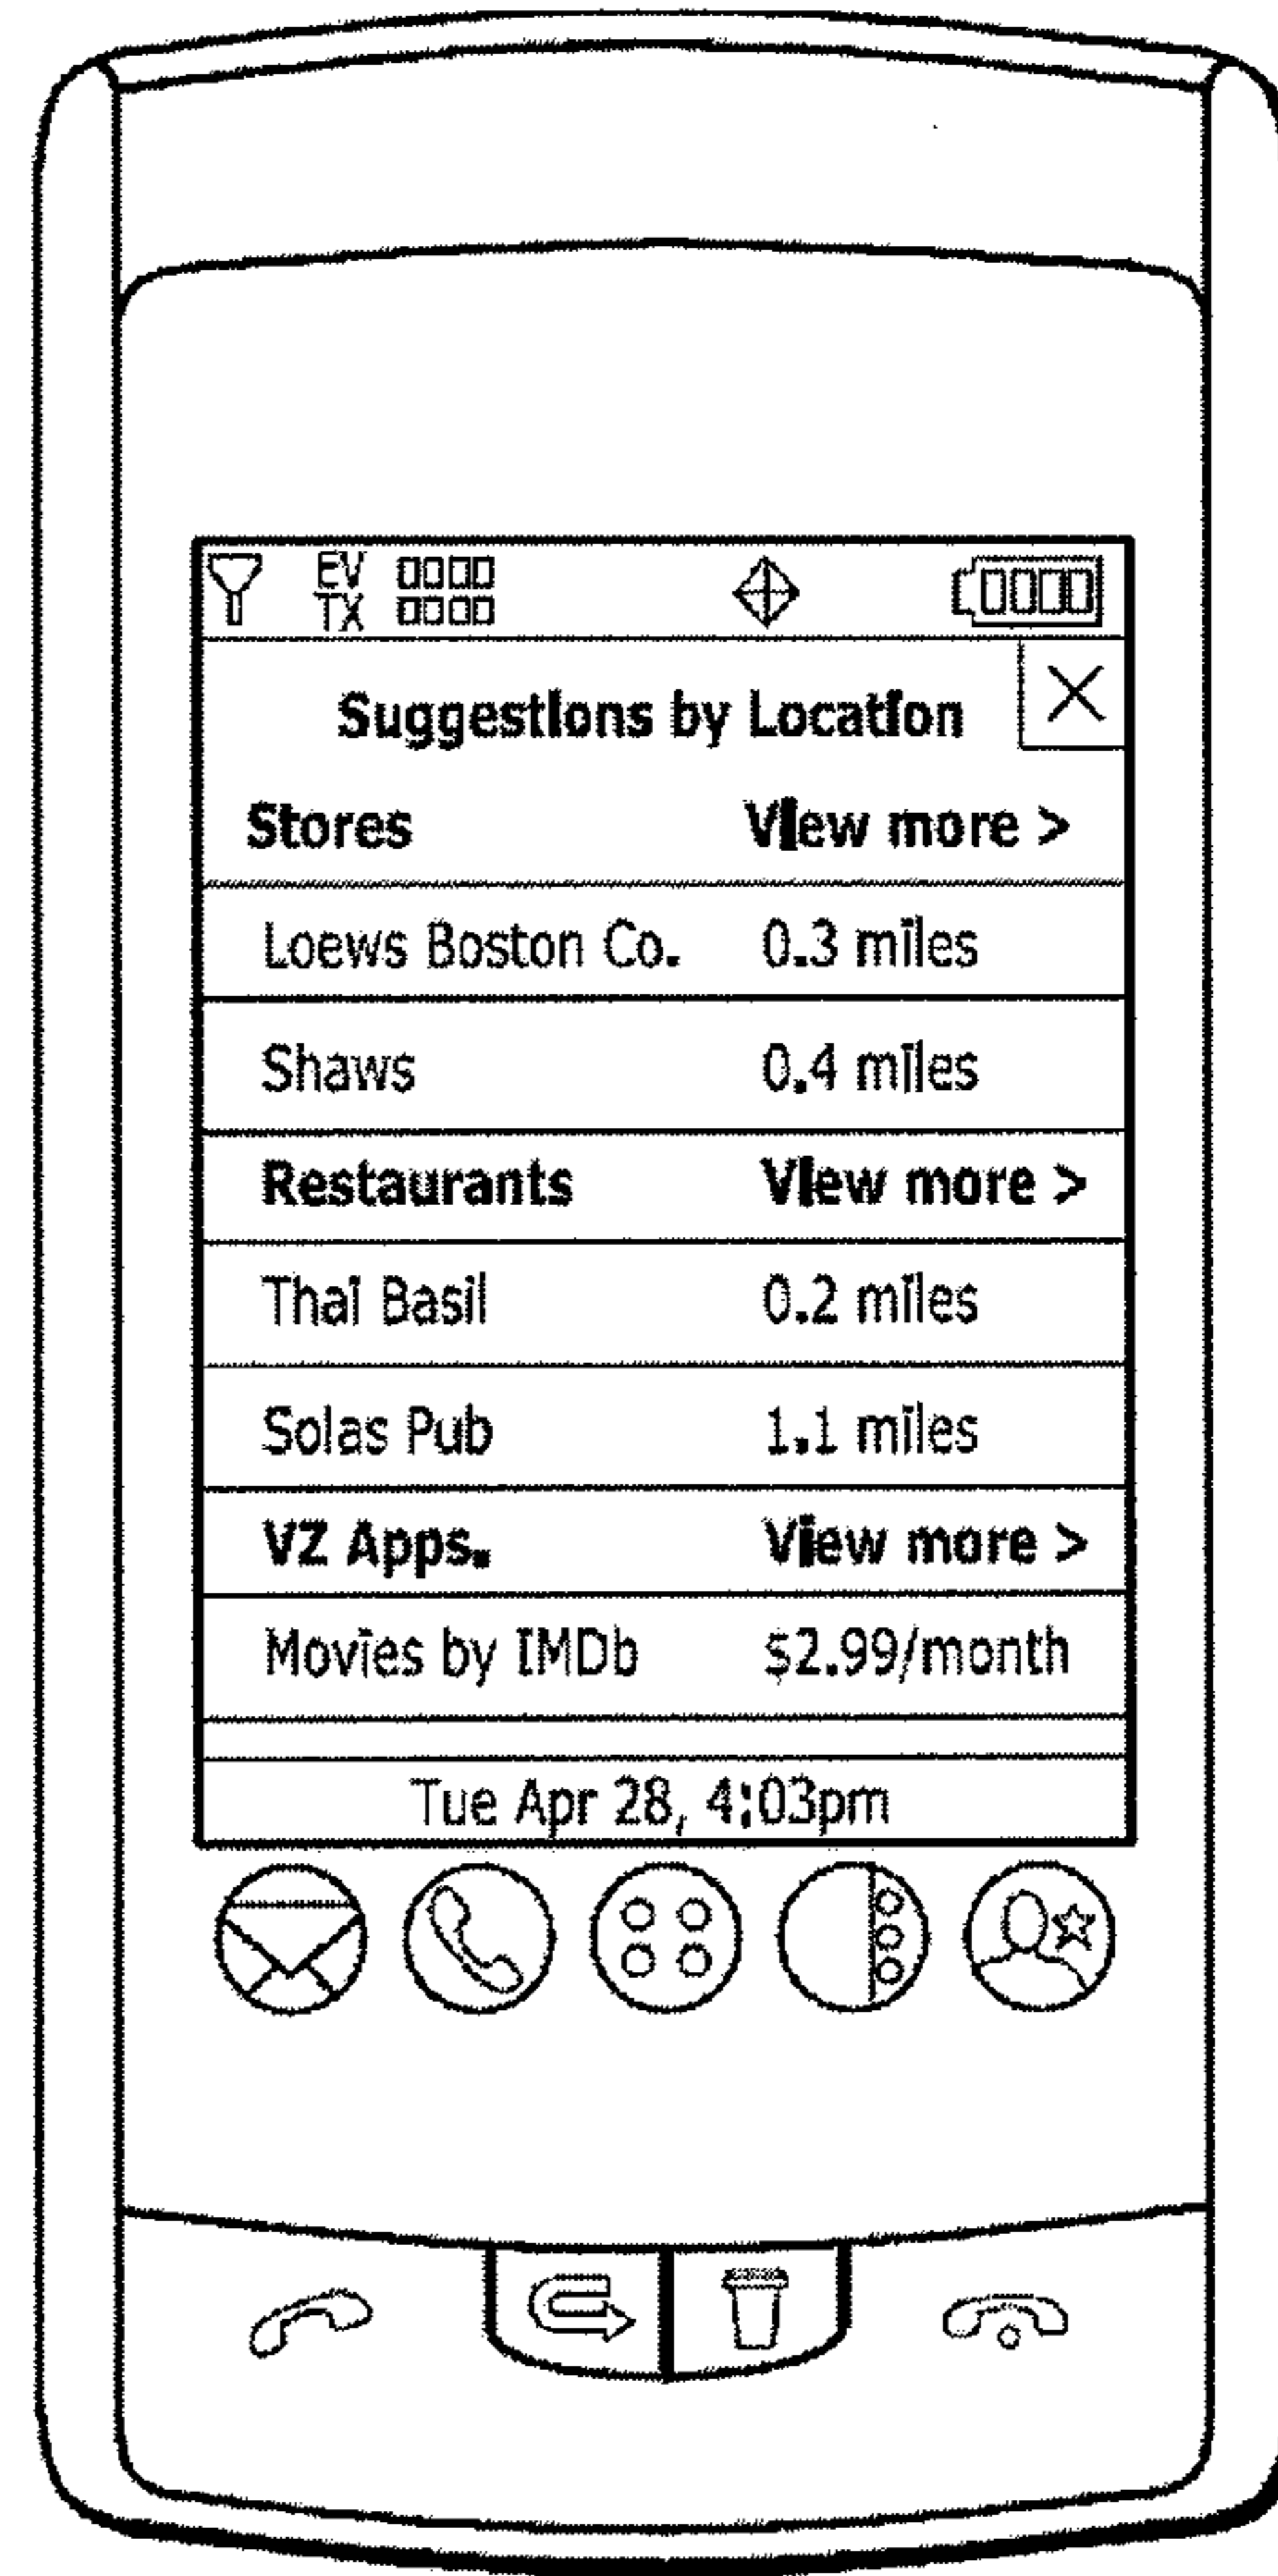 EV
TX
Suggestions by Location
Stores View more >
Loews Boston Co. 0.3 miles
Shaws 0.4 miles
Restaurants View more >
Thai Basil 0.2 miles
Solas Pub 1.1 miles
VZ Apps. View more >
Movies by IMDb $2.99/month
Tue Apr 28, 4:03pm